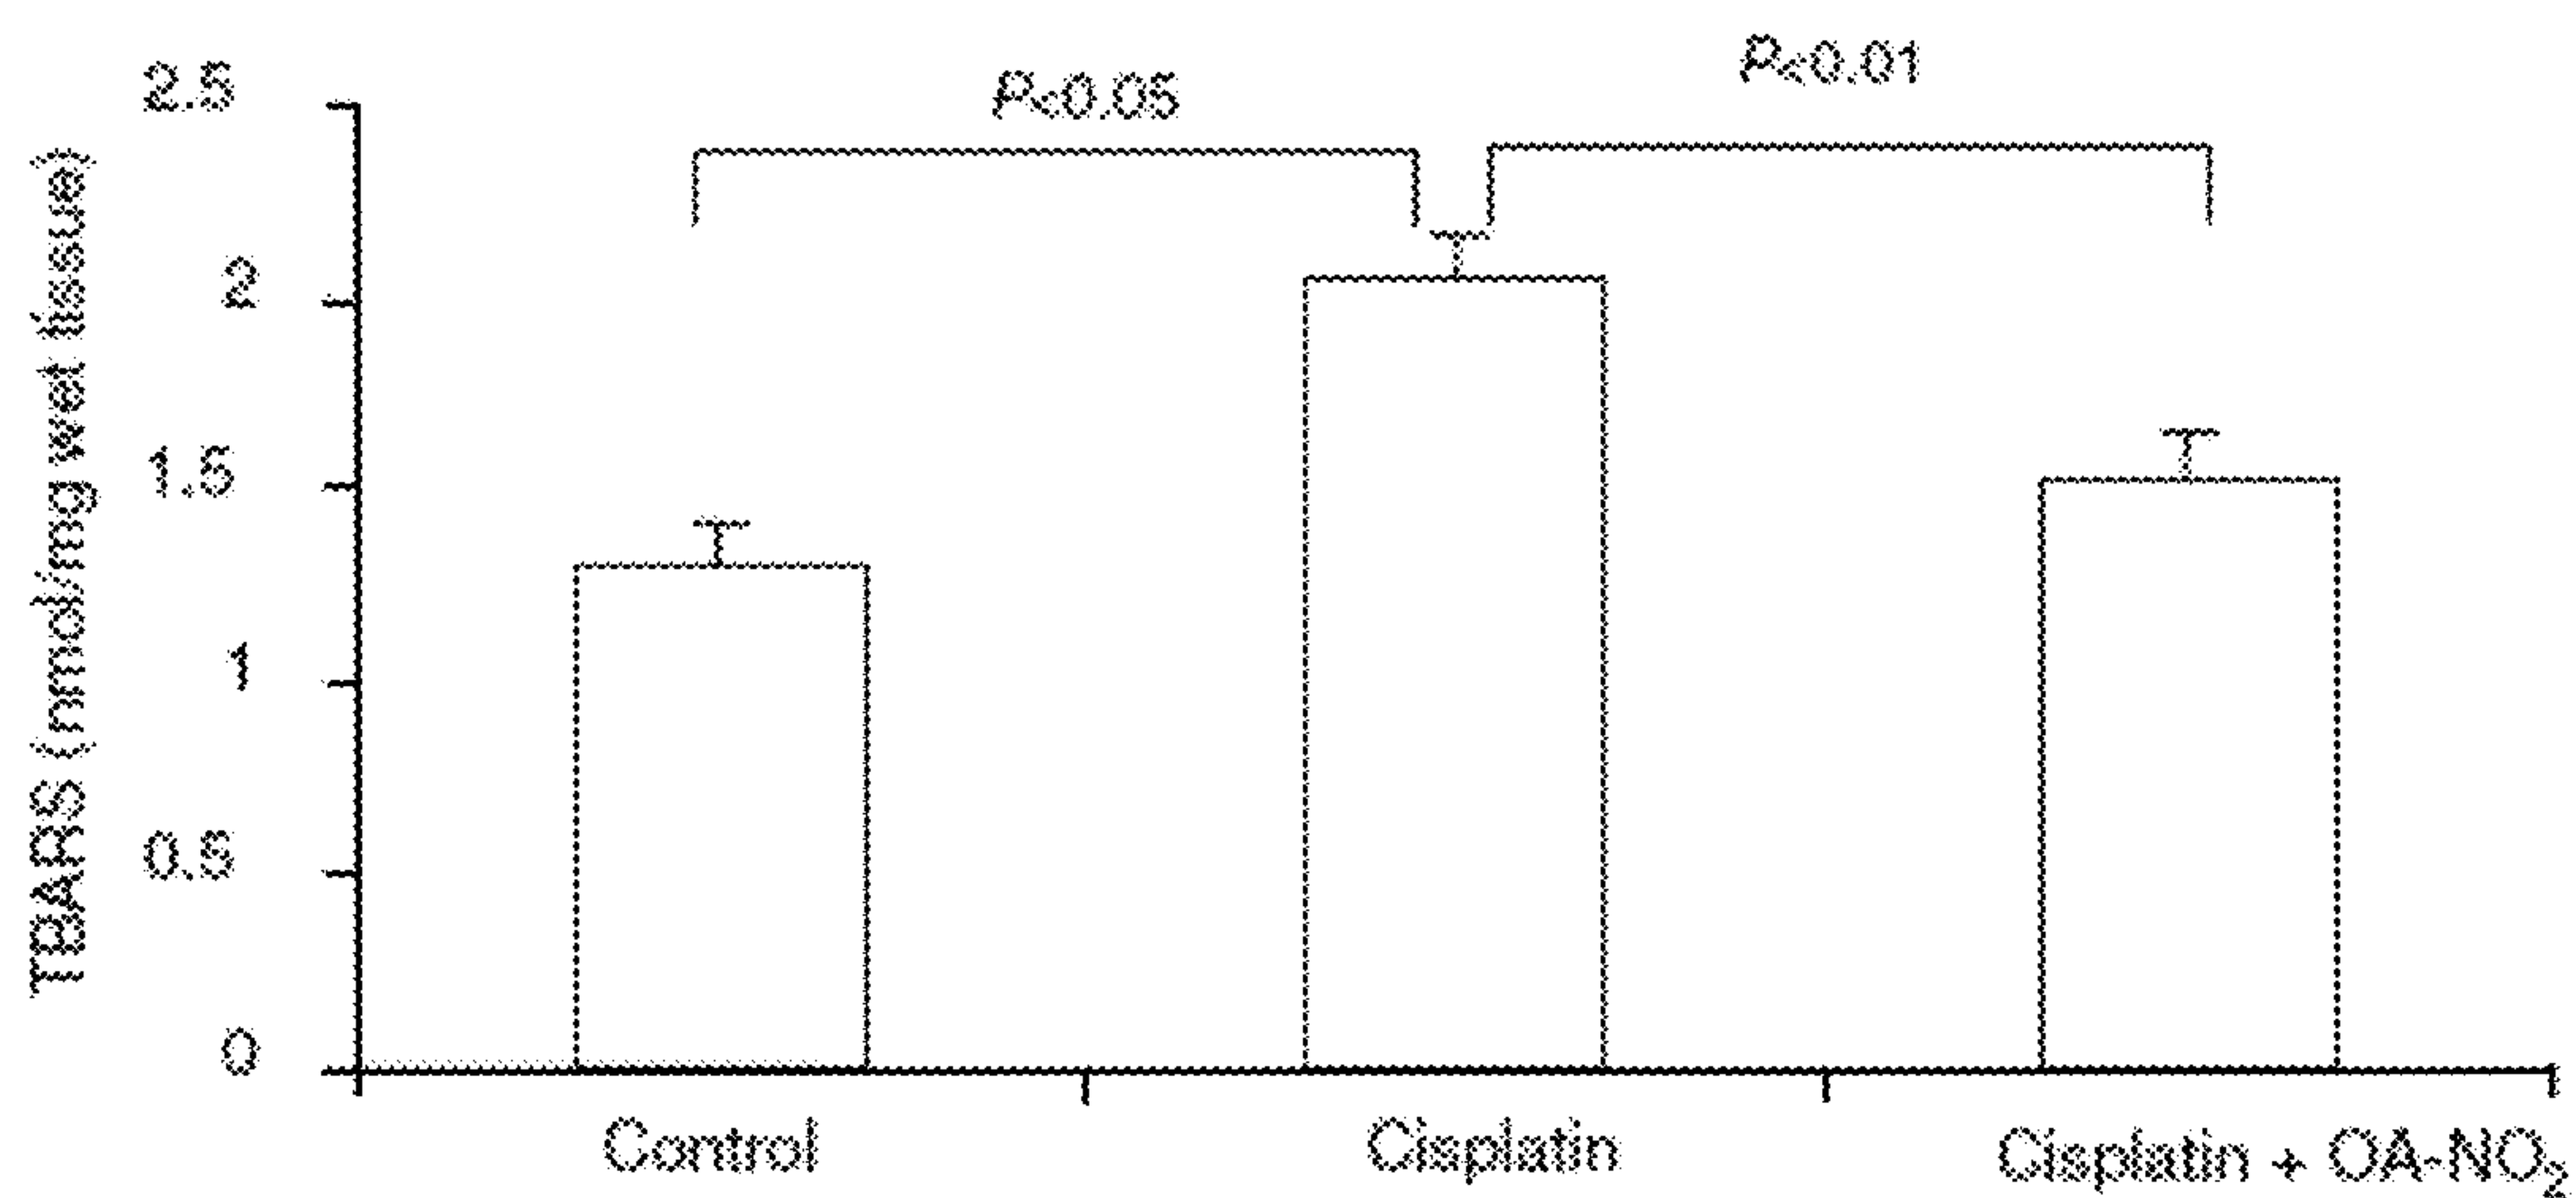 P<0.05
P<0.01
2.5
2
1.5
1
0.5
0
TBARS (nmol/mg wet tissue)
Control
Cisplatin
Cisplatin + OA-NO₂